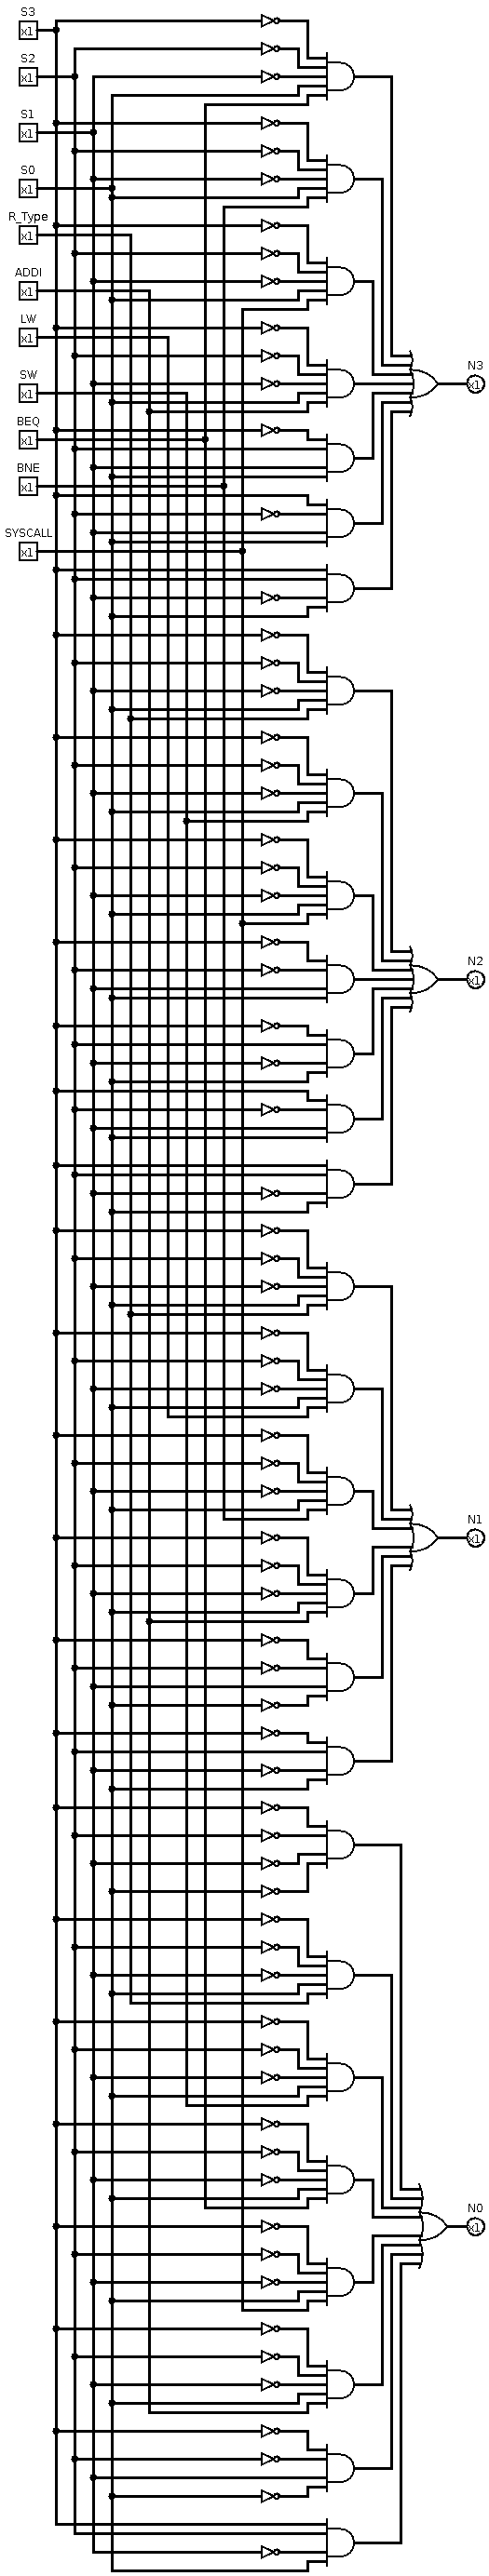 S3
x1
S2
x1
S1
x1
S0
x1
R_Type
x1
ADDI
x1
LW
x1
N3
x1
SW
x1
BEQ
x1
BNE
x1
SYSCALL
x1
N2
x1
N1
x1
N0
x1